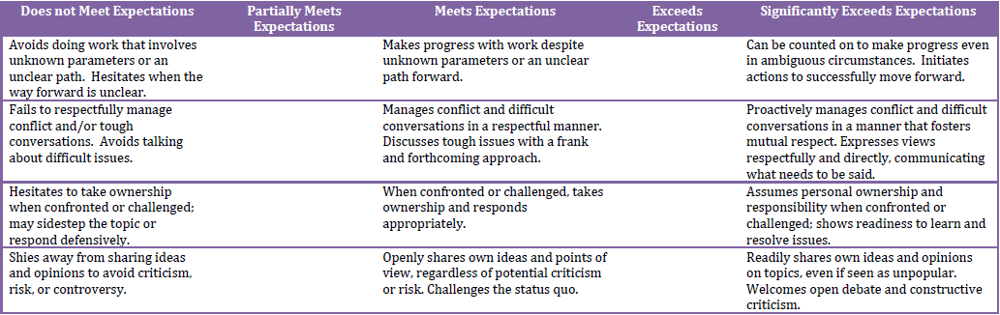 Does not Meet Expectations
Partially Meets
Expectations
Meets Expectations
Exceeds
Expectations
Significantly Exceeds Expectations
Avoids doing work that involves
unknown parameters or an
unclear path.  Hesitates when the
way forward is unclear.
Makes progress with work despite
unknown parameters or an unclear
path forward.
Can be counted on to make progress even
in ambiguous circumstances.  Initiates
actions to successfully move forward.
Fails to respectfully manage
conflict and/or tough
conversations.  Avoids talking
about difficult issues.
Manages conflict and difficult
conversations in a respectful manner.
Discusses tough issues with a frank
and forthcoming approach.
Proactively manages conflict and difficult
conversations in a manner that fosters
mutual respect. Expresses views
respectfully and directly, communicating
what needs to be said.
Hesitates to take ownership
when confronted or challenged;
may sidestep the topic or
respond defensively.
When confronted or challenged, takes
ownership and responds
appropriately.
Assumes personal ownership and
responsibility when confronted or
challenged; shows readiness to learn and
resolve issues.
Shies away from sharing ideas
and opinions to avoid criticism,
risk, or controversy.
Openly shares own ideas and points of
view, regardless of potential criticism
or risk. Challenges the status quo.
Readily shares own ideas and opinions
on topics, even if seen as unpopular.
Welcomes open debate and constructive
criticism.